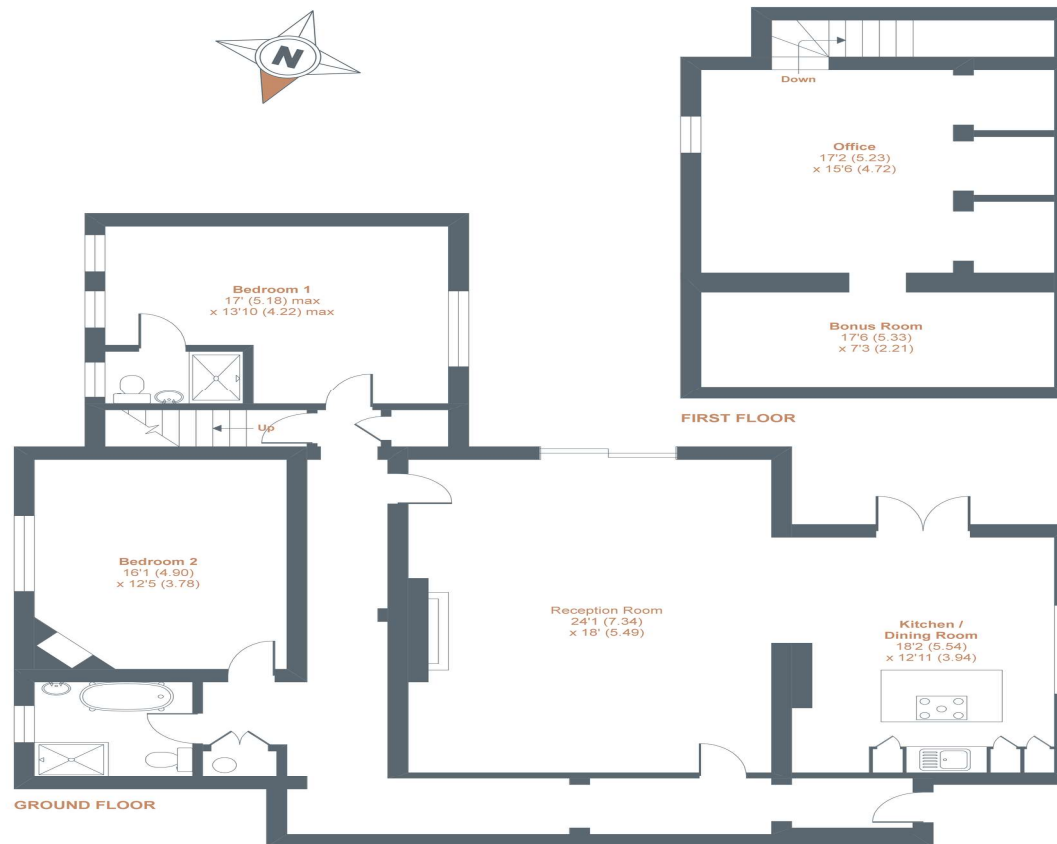 N
Down
Office
17'2 (5.23)
x 15'6 (4.72)
Bonus Room
17'6 (5.33)
x 7'3 (2.21)
FIRST FLOOR
Bedroom 1
17' (5.18) max
x 13'10 (4.22) max
Up
Bedroom 2
16'1 (4.90)
x 12'5 (3.78)
Reception Room
24'1 (7.34)
x 18' (5.49)
Kitchen /
Dining Room
18'2 (5.54)
x 12'11 (3.94)
GROUND FLOOR